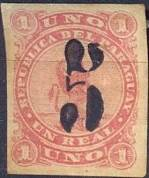 UNO
1 1
REPUBLICA DEL PARAGUAY
5
UN REAL
1 1
UNO